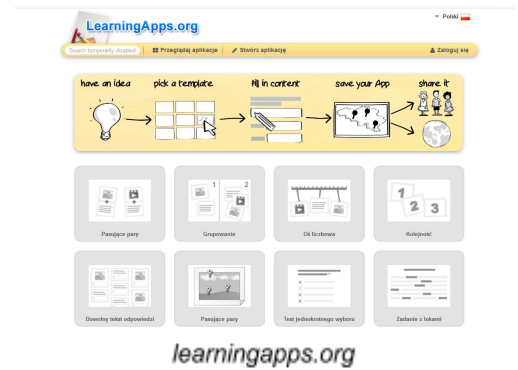 LearningApps.org
Polski
Search temporarily disabled
Przeglądaj aplikacje
Stwórz aplikację
Zaloguj się
have an idea
pick a template
fill in content
save your App
share it
1 2
1 2 3
Pasujące pary
Grupowanie
Oś liczbowa
Kolejność
Dowolny tekst odpowiedzi
Pasujące pary
Test jednokrotnego wyboru
Zadanie z lukami
learningapps.org